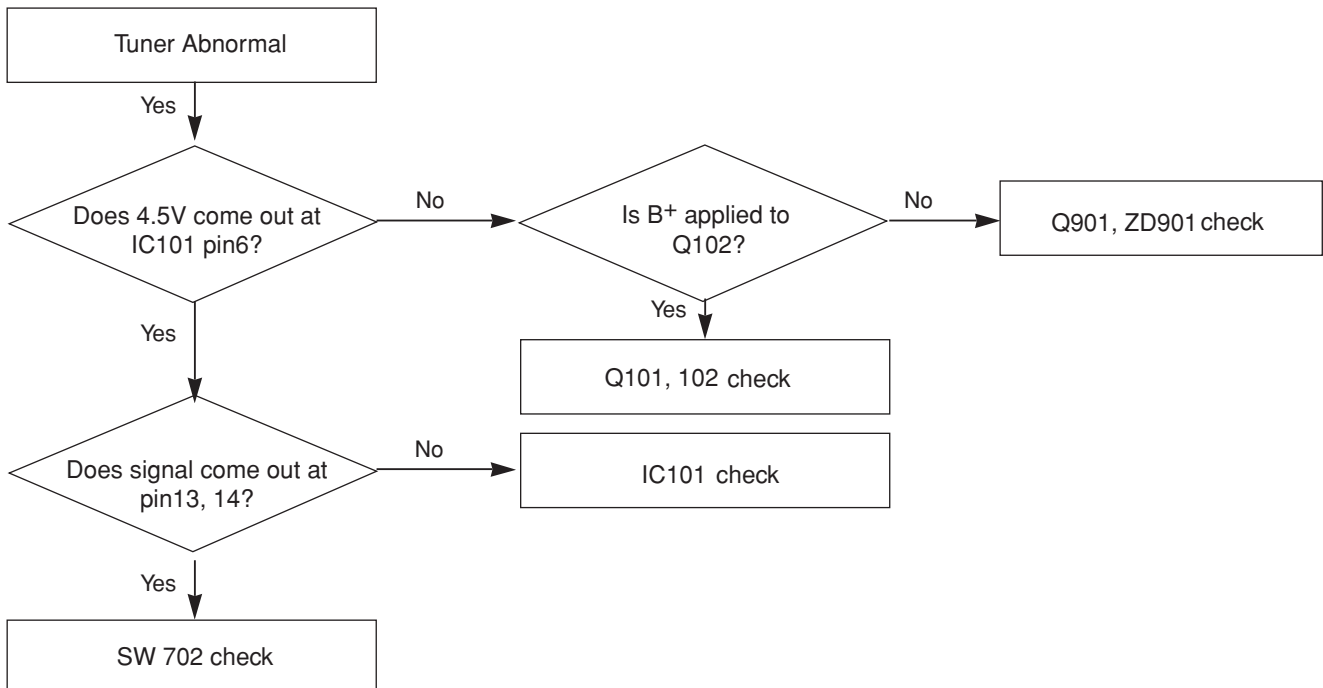 Tuner Abnormal
Yes
Does 4.5V come out at
IC101 pin6?
No
Is B+ applied to
Q102?
No
Q901, ZD901 check
Yes
Q101, 102 check
Yes
Does signal come out at
pin13, 14?
No
IC101 check
Yes
SW 702 check